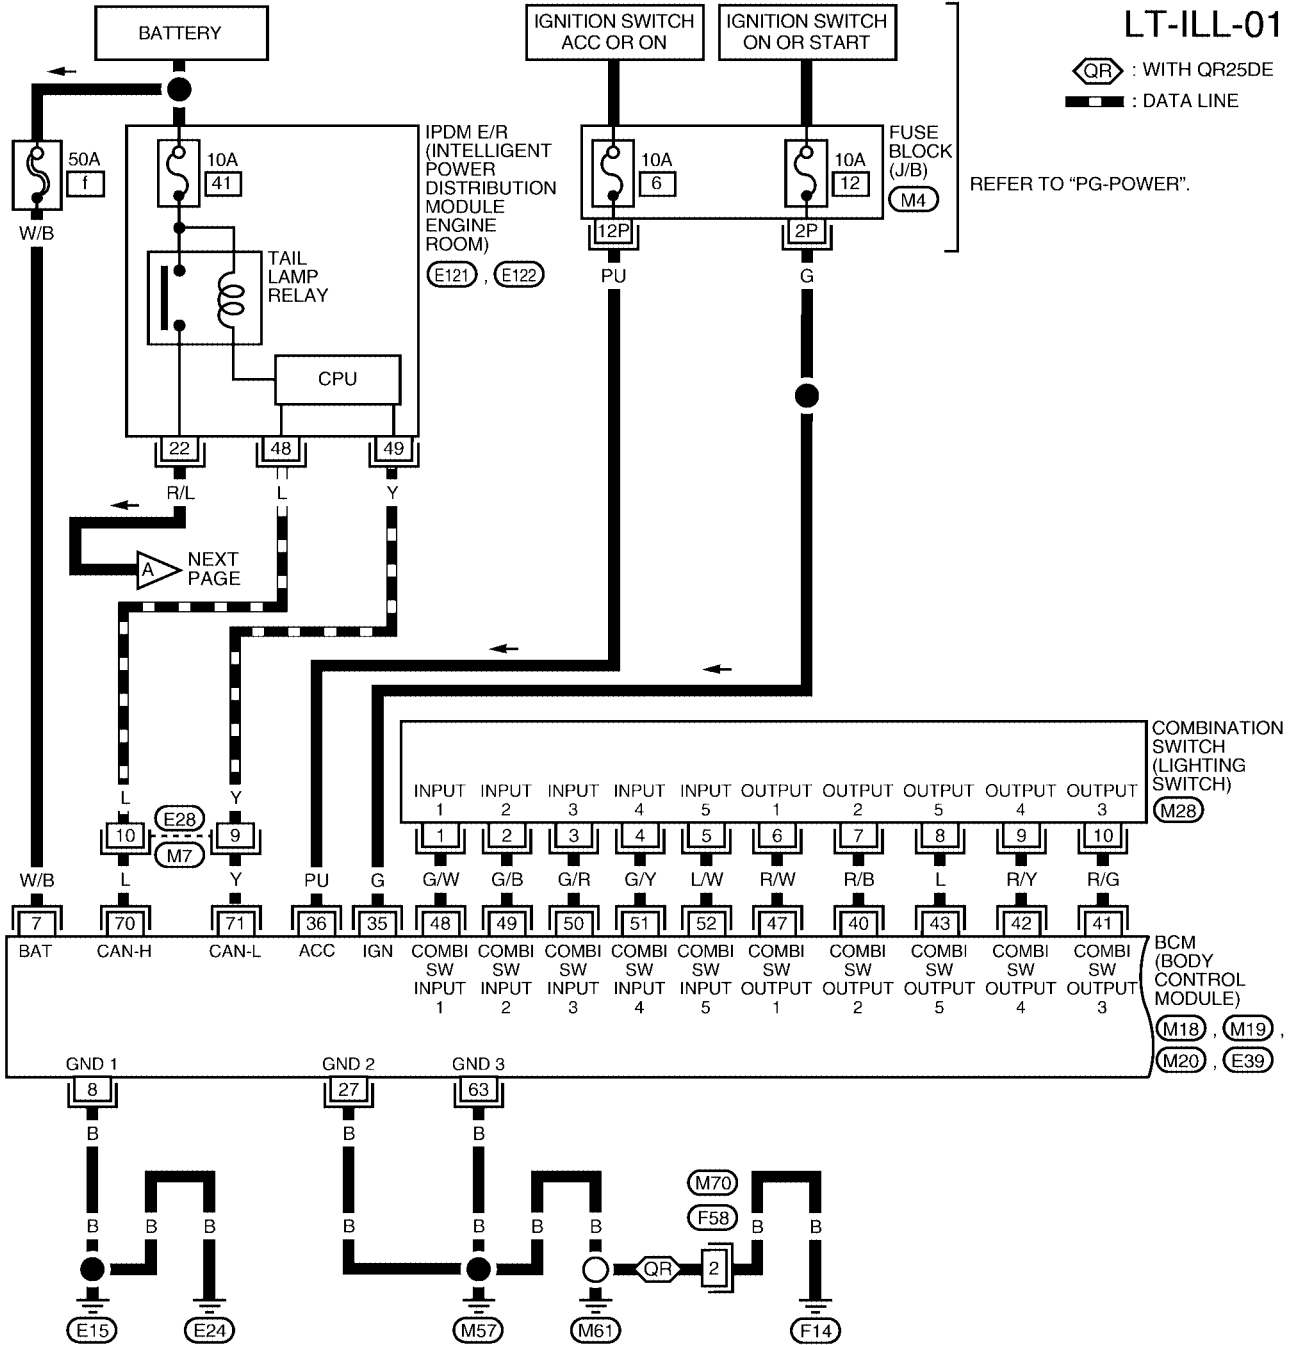 LT-ILL-01
QR : WITH QR25DE
: DATA LINE
BATTERY
IGNITION SWITCH
ACC OR ON
IGNITION SWITCH
ON OR START
50A
f
10A
41
IPDM E/R
(INTELLIGENT
POWER
DISTRIBUTION
MODULE
ENGINE
ROOM)
E121 , E122
10A
6
10A
12
FUSE
BLOCK
(J/B)
M4
REFER TO “PG-POWER”.
W/B
12P
2P
TAIL
LAMP
RELAY
PU
G
CPU
22
48
49
R/L
L
Y
A
NEXT
PAGE
COMBINATION
SWITCH
(LIGHTING
SWITCH)
M28
INPUT
1
INPUT
2
INPUT
3
INPUT
4
INPUT
5
OUTPUT
1
OUTPUT
2
OUTPUT
5
OUTPUT
4
OUTPUT
3
L
Y
E28
M7
10
9
1
2
3
4
5
6
7
8
9
10
W/B
L
Y
PU
G
G/W
G/B
G/R
G/Y
L/W
R/W
R/B
L
R/Y
R/G
7
70
71
36
35
48
49
50
51
52
47
40
43
42
41
BAT
CAN-H
CAN-L
ACC
IGN
COMBI
SW
INPUT
1
COMBI
SW
INPUT
2
COMBI
SW
INPUT
3
COMBI
SW
INPUT
4
COMBI
SW
INPUT
5
COMBI
SW
OUTPUT
1
COMBI
SW
OUTPUT
2
COMBI
SW
OUTPUT
5
COMBI
SW
OUTPUT
4
COMBI
SW
OUTPUT
3
BCM
(BODY
CONTROL
MODULE)
M18 , M19 ,
M20 , E39
GND 1
GND 2
GND 3
8
27
63
B
B
B
M70
F58
B
B
B
B
B
B
B
B
B
QR
2
E15
E24
M57
M61
F14